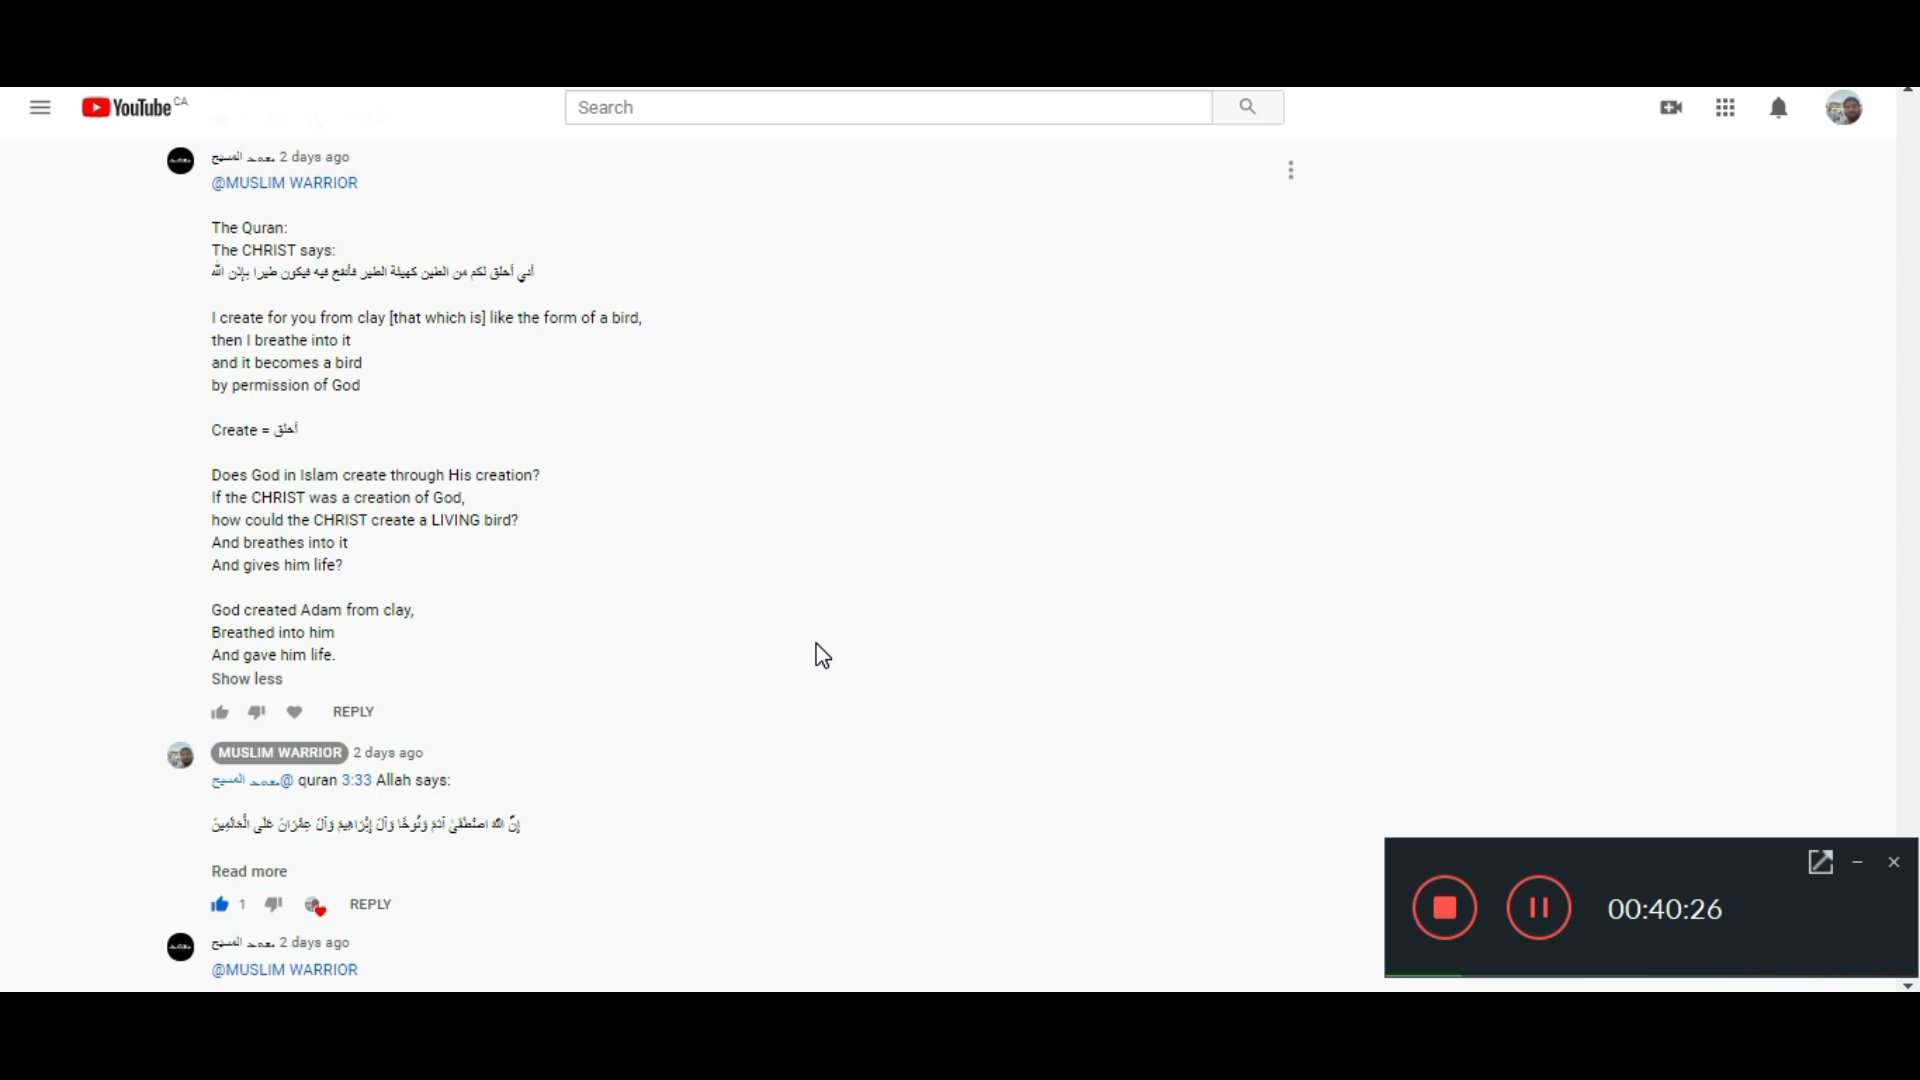 YouTube CA
Search
محمد المسيح 2 days ago
@MUSLIM WARRIOR
The Quran:
The CHRIST says:
أني أخلق لكم من الطين كهيئة الطير فأنفخ فيه فيكون طيرا بإذن الله
I create for you from clay [that which is] like the form of a bird,
then I breathe into it
and it becomes a bird
by permission of God
Create = أخلق
Does God in Islam create through His creation?
If the CHRIST was a creation of God,
how could the CHRIST create a LIVING bird?
And breathes into it
And gives him life?
God created Adam from clay,
Breathed into him
And gave him life.
Show less
REPLY
MUSLIM WARRIOR 2 days ago
@محمد المسيح quran 3:33 Allah says:
إِنَّ اللَّهَ اصْطَفَىٰ آدَمَ وَنُوحًا وَآلَ إِبْرَاهِيمَ وَآلَ عِمْرَانَ عَلَى الْعَالَمِينَ
Read more
1 REPLY
محمد المسيح 2 days ago
@MUSLIM WARRIOR
00:40:26